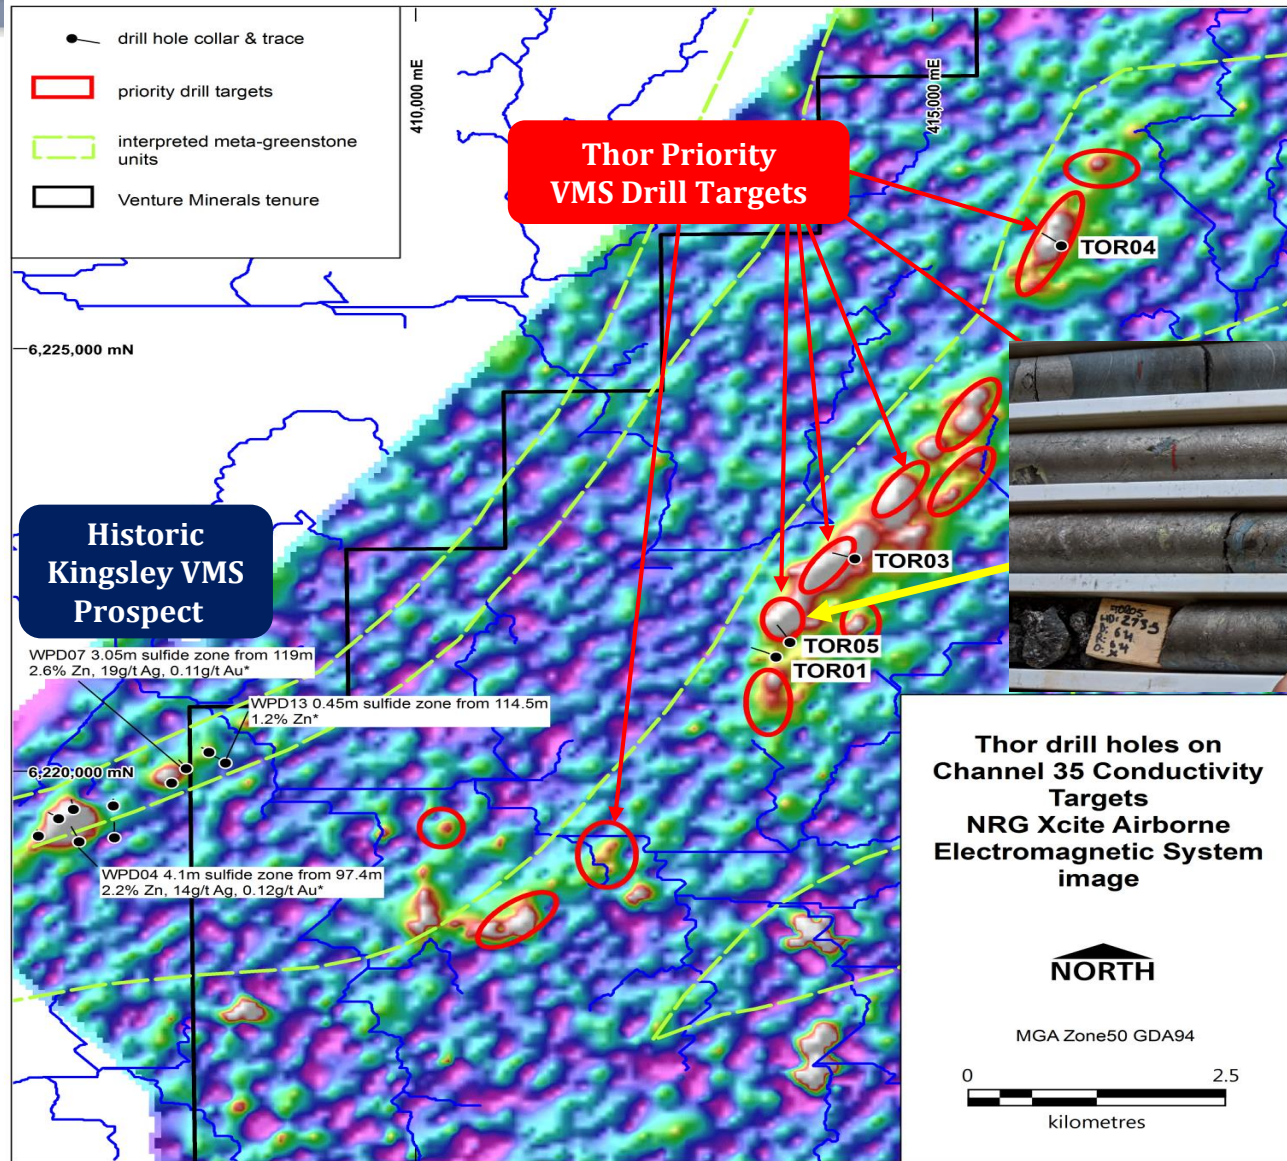 drill hole collar & trace
priority drill targets
interpreted meta-greenstone
units
Venture Minerals tenure
410,000 mE
415,000 mE
Thor Priority
VMS Drill Targets
TOR04
6,225,000 mN
Historic
Kingsley VMS
Prospect
TOR03
TOR05
TOR01
WPD07 3.05m sulfide zone from 119m
2.6% Zn, 19g/t Ag, 0.11g/t Au*
WPD13 0.45m sulfide zone from 114.5m
1.2% Zn*
6,220,000 mN
WPD04 4.1m sulfide zone from 97.4m
2.2% Zn, 14g/t Ag, 0.12g/t Au*
TOR05
Thor drill holes on
Channel 35 Conductivity
Targets
NRG Xcite Airborne
Electromagnetic System
image
NORTH
MGA Zone50 GDA94
0 2.5
kilometres